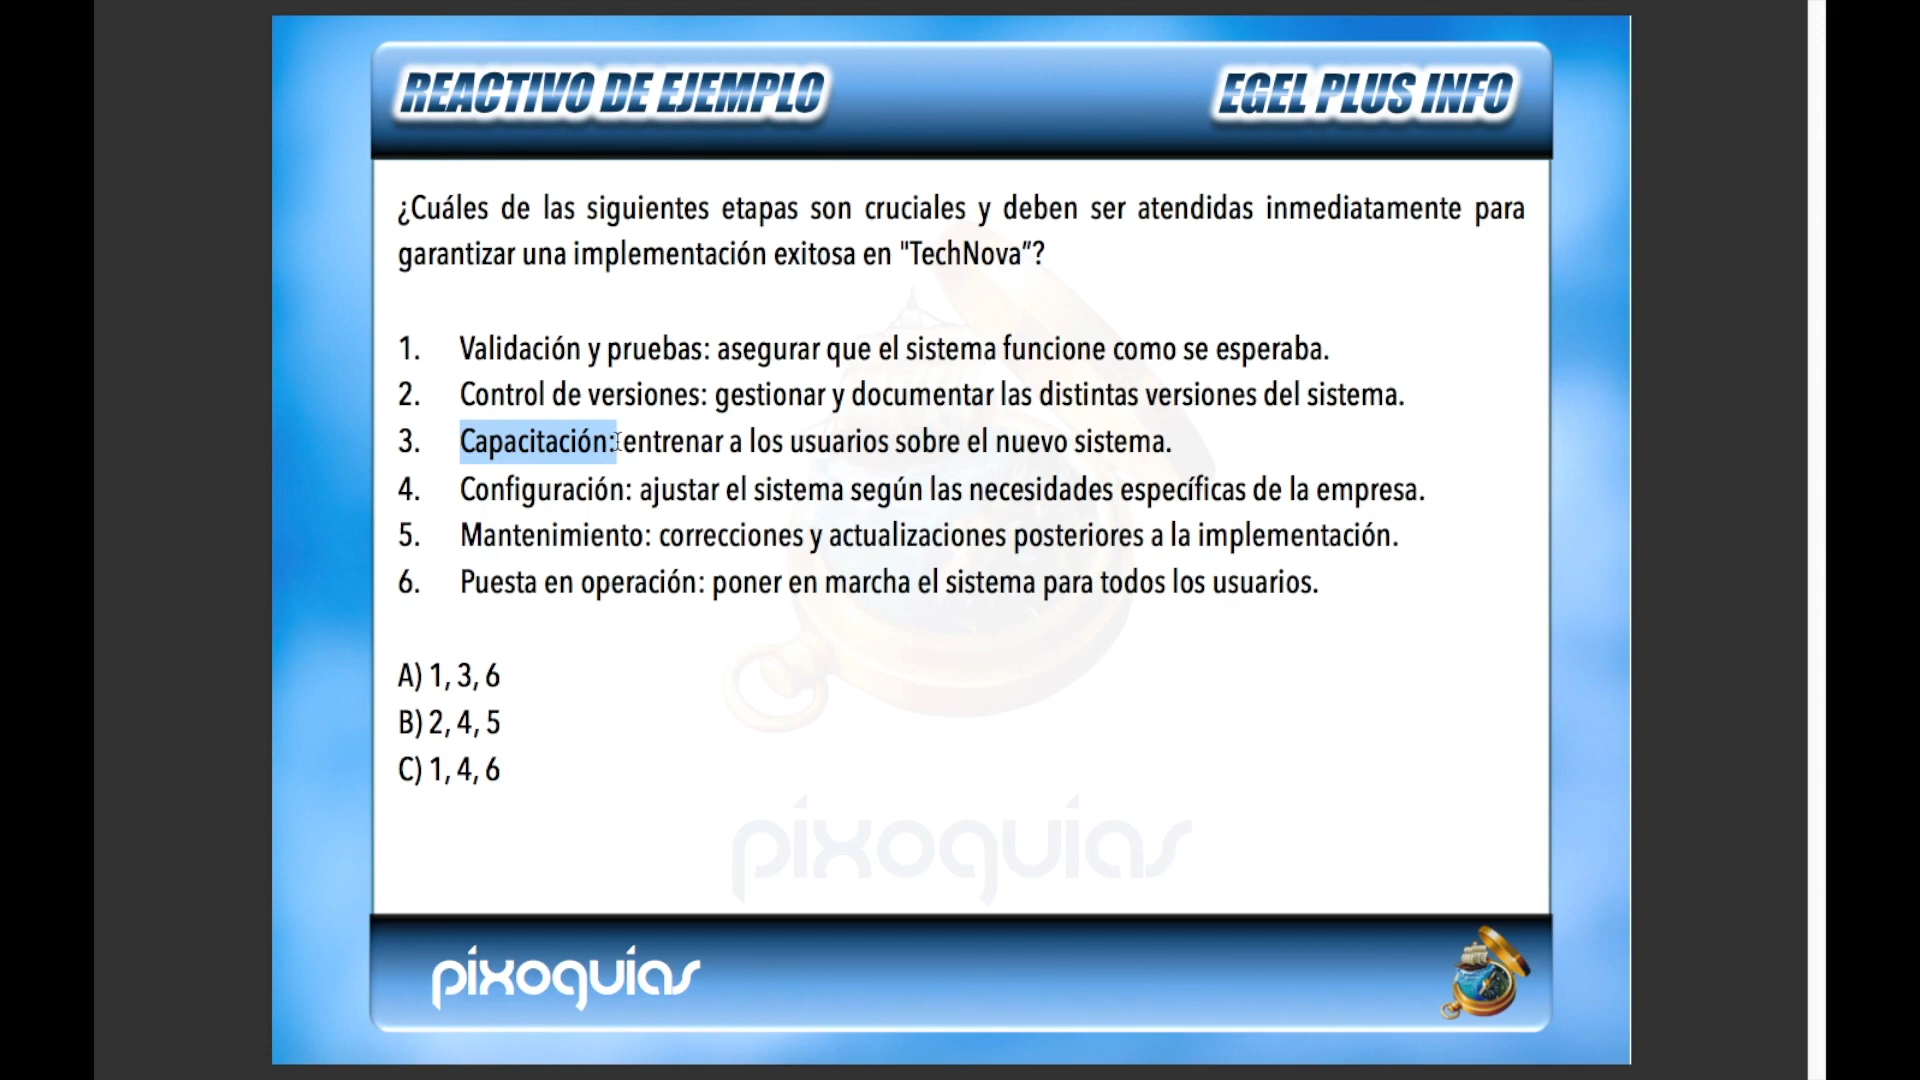 REACTIVO DE EJEMPLO
EGEL PLUS INFO
¿Cuáles de las siguientes etapas son cruciales y deben ser atendidas inmediatamente para
garantizar una implementación exitosa en "TechNova”?
1. Validación y pruebas: asegurar que el sistema funcione como se esperaba.
2. Control de versiones: gestionar y documentar las distintas versiones del sistema.
3. Capacitación: entrenar a los usuarios sobre el nuevo sistema.
4. Configuración: ajustar el sistema según las necesidades específicas de la empresa.
5. Mantenimiento: correcciones y actualizaciones posteriores a la implementación.
6. Puesta en operación: poner en marcha el sistema para todos los usuarios.
A) 1, 3, 6
B) 2, 4, 5
C) 1, 4, 6
pixoguías
pixoguías